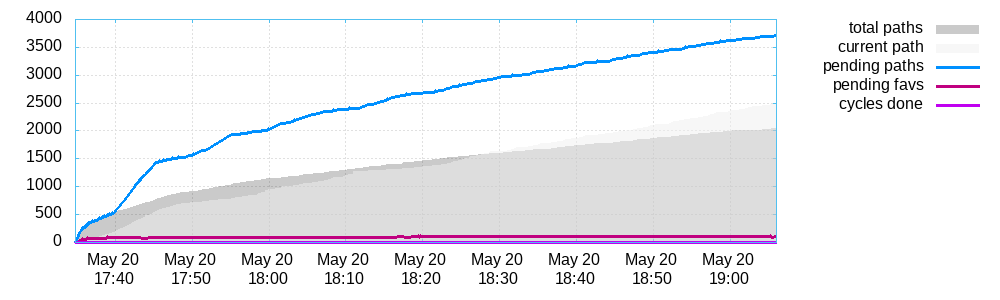 4000
3500
3000
2500
2000
1500
1000
500
0
May 20 May 20 May 20 May 20 May 20 May 20 May 20 May 20 May 20
17:40 17:50 18:00 18:10 18:20 18:30 18:40 18:50 19:00
total paths
current path
pending paths
pending favs
cycles done